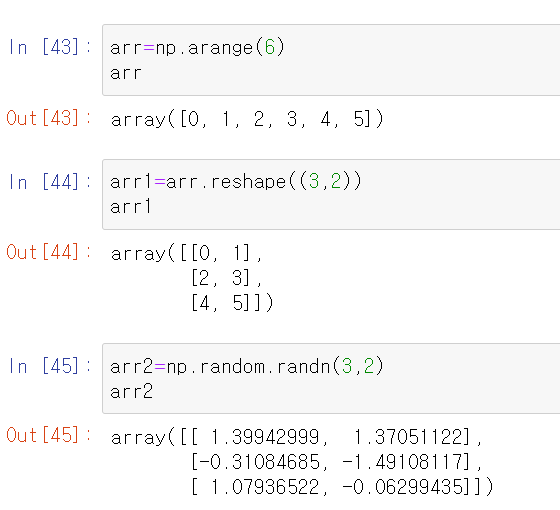 In [43]: arr=np.arange(6)
arr
Out[43]: array([0, 1, 2, 3, 4, 5])
In [44]: arr1=arr.reshape((3,2))
arr1
Out[44]: array([[0, 1],
[2, 3],
[4, 5]])
In [45]: arr2=np.random.randn(3,2)
arr2
Out[45]: array([[ 1.39942999,  1.37051122],
[-0.31084685, -1.49108117],
[ 1.07936522, -0.06299435]])